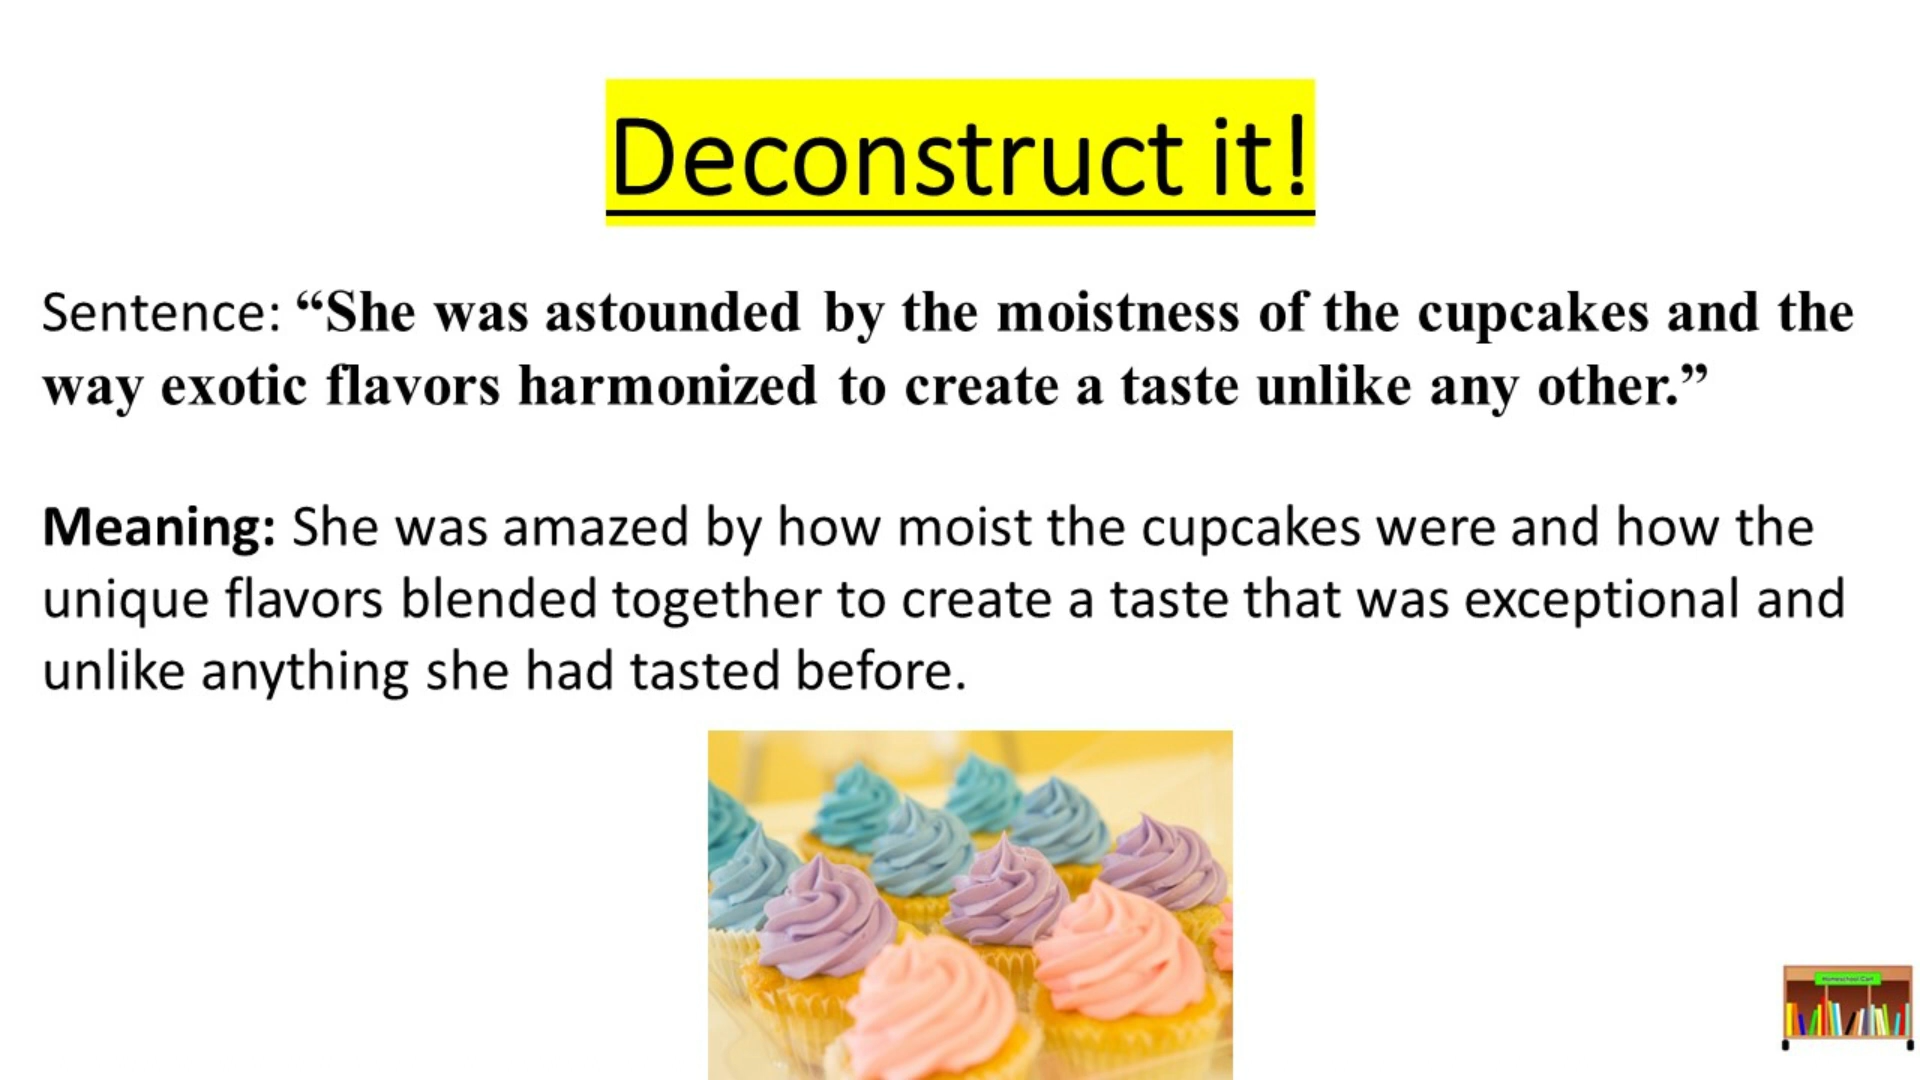 Deconstruct it!
Sentence: “She was astounded by the moistness of the cupcakes and the
way exotic flavors harmonized to create a taste unlike any other.”
Meaning: She was amazed by how moist the cupcakes were and how the
unique flavors blended together to create a taste that was exceptional and
unlike anything she had tasted before.
Homeschool Cart